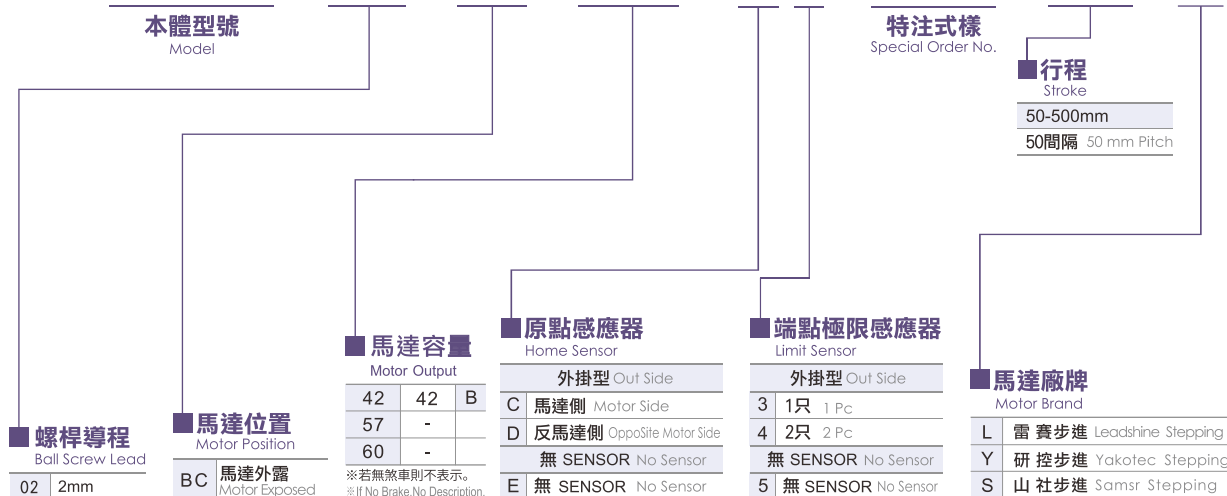 本體型號
Model
特注式樣
Special Order No.
行程
Stroke
50-500mm
50間隔 50 mm Pitch
螺桿導程
Ball Screw Lead
02 2mm
馬達位置
Motor Position
BC 馬達外露
Motor Exposed
馬達容量
Motor Output
42 42 B
57 -
60 -
※若無煞車則不表示。
※If No Brake,No Description.
原點感應器
Home Sensor
外掛型 Out Side
C 馬達側 Motor Side
D 反馬達側 OppoSite Motor Side
無 SENSOR No Sensor
E 無 SENSOR No Sensor
端點極限感應器
Limit Sensor
外掛型 Out Side
3 1只 1 Pc
4 2只 2 Pc
無 SENSOR No Sensor
5 無 SENSOR No Sensor
馬達廠牌
Motor Brand
L 雷賽步進 Leadshine Stepping
Y 研控步進 Yakotec Stepping
S 山社步進 Samsr Stepping